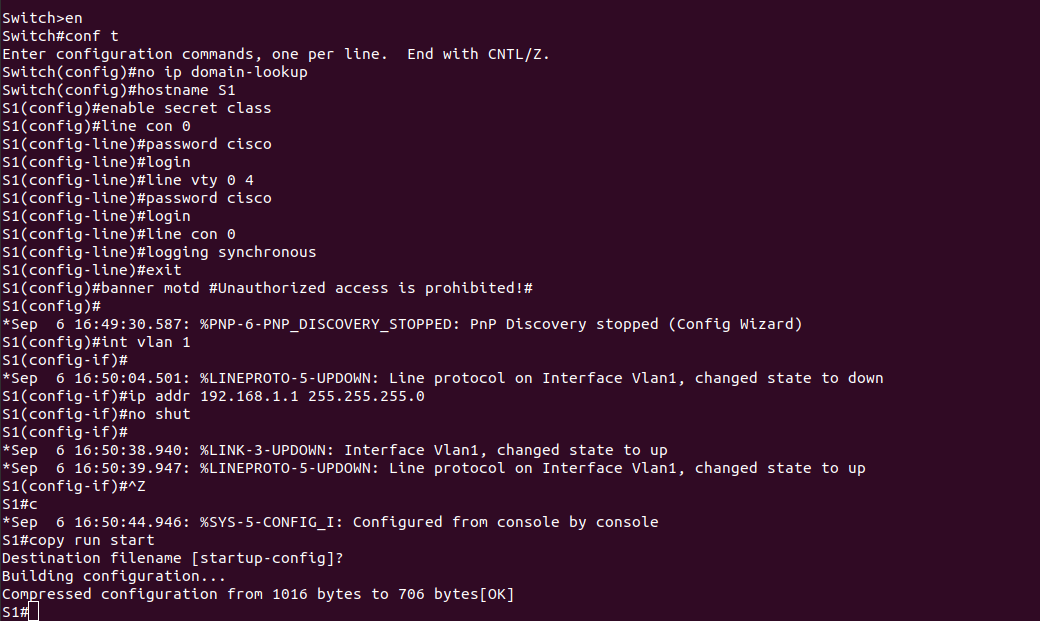 Switch>en
Switch#conf t
Enter configuration commands, one per line.  End with CNTL/Z.
Switch(config)#no ip domain-lookup
Switch(config)#hostname S1
S1(config)#enable secret class
S1(config)#line con 0
S1(config-line)#password cisco
S1(config-line)#login
S1(config-line)#line vty 0 4
S1(config-line)#password cisco
S1(config-line)#login
S1(config-line)#line con 0
S1(config-line)#logging synchronous
S1(config-line)#exit
S1(config)#banner motd #Unauthorized access is prohibited!#
S1(config)#
*Sep  6 16:49:30.587: %PNP-6-PNP_DISCOVERY_STOPPED: PnP Discovery stopped (Config Wizard)
S1(config)#int vlan 1
S1(config-if)#
*Sep  6 16:50:04.501: %LINEPROTO-5-UPDOWN: Line protocol on Interface Vlan1, changed state to down
S1(config-if)#ip addr 192.168.1.1 255.255.255.0
S1(config-if)#no shut
S1(config-if)#
*Sep  6 16:50:38.940: %LINK-3-UPDOWN: Interface Vlan1, changed state to up
*Sep  6 16:50:39.947: %LINEPROTO-5-UPDOWN: Line protocol on Interface Vlan1, changed state to up
S1(config-if)#^Z
S1#c
*Sep  6 16:50:44.946: %SYS-5-CONFIG_I: Configured from console by console
S1#copy run start
Destination filename [startup-config]?
Building configuration...
Compressed configuration from 1016 bytes to 706 bytes[OK]
S1#